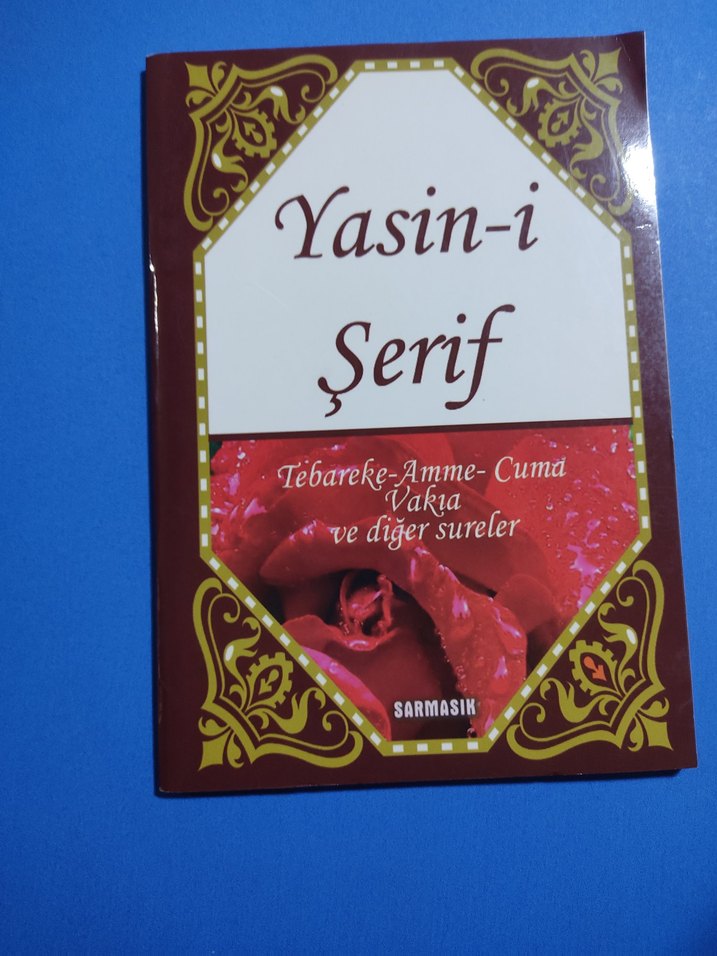 Yasin-i
Şerif
Tebareke-Amme- Cuma
Vakıa
ve diğer sureler
SARMASIK